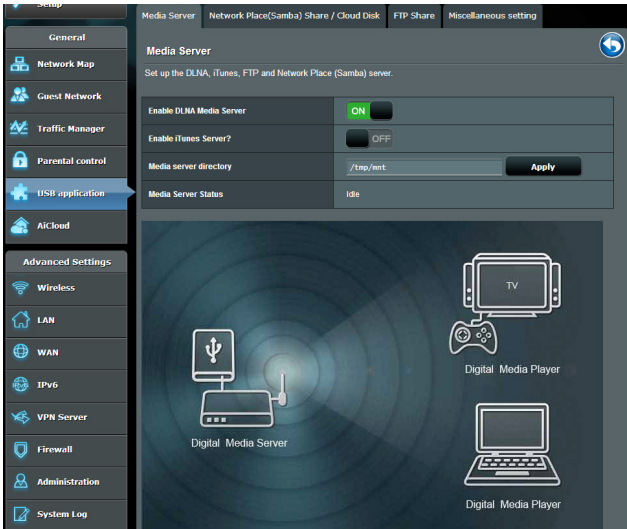 Setup
General
Network Map
Guest Network
Traffic Manager
Parental control
USB application
AiCloud
Advanced Settings
Wireless
LAN
WAN
IPv6
VPN Server
Firewall
Administration
System Log
Media Server
Network Place(Samba) Share / Cloud Disk
FTP Share
Miscellaneous setting
Media Server
Set up the DLNA, iTunes, FTP and Network Place (Samba) server.
Enable DLNA Media Server
ON
Enable iTunes Server?
OFF
Media server directory
/tmp/mnt
Apply
Media Server Status
Idle
TV
Digital Media Player
Digital Media Server
Digital Media Player